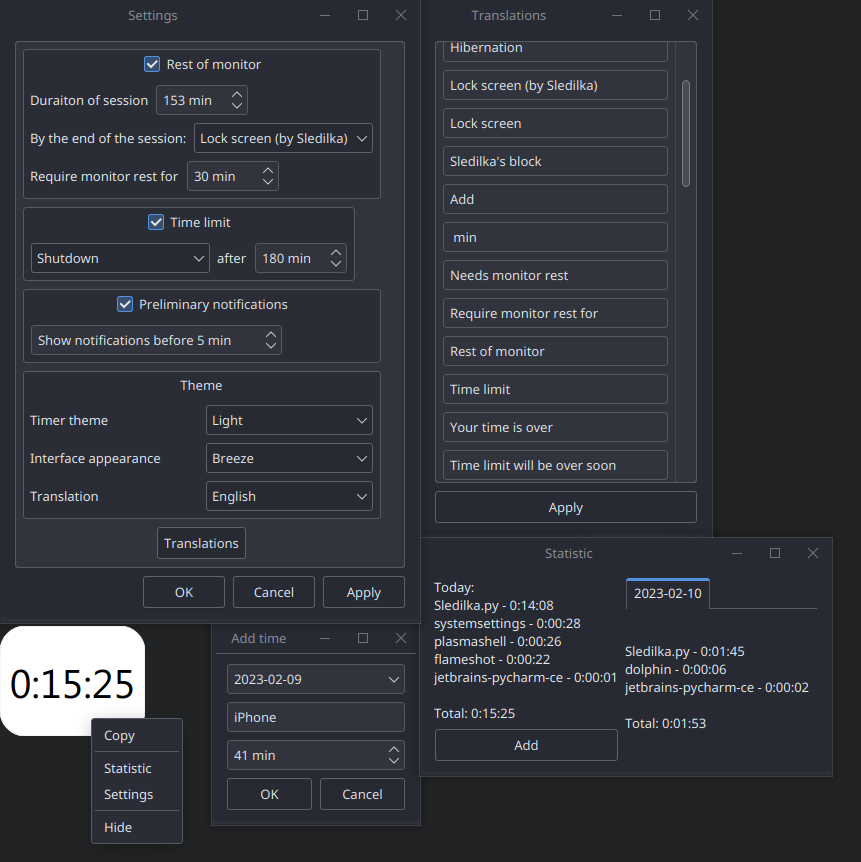 Settings
Rest of monitor
Duraiton of session 153 min
By the end of the session: Lock screen (by Sledilka)
Require monitor rest for 30 min
Time limit
Shutdown after 180 min
Preliminary notifications
Show notifications before 5 min
Theme
Timer theme Light
Interface appearance Breeze
Translation English
Translations
OK Cancel Apply
Translations
Hibernation
Lock screen (by Sledilka)
Lock screen
Sledilka's block
Add
min
Needs monitor rest
Require monitor rest for
Rest of monitor
Time limit
Your time is over
Time limit will be over soon
Apply
0:15:25
Copy
Statistic
Settings
Hide
Add time
2023-02-09
iPhone
41 min
OK Cancel
Statistic
Today:
Sledilka.py - 0:14:08
systemsettings - 0:00:28
plasmashell - 0:00:26
flameshot - 0:00:22
jetbrains-pycharm-ce - 0:00:01
Total: 0:15:25
Add
2023-02-10
Sledilka.py - 0:01:45
dolphin - 0:00:06
jetbrains-pycharm-ce - 0:00:02
Total: 0:01:53